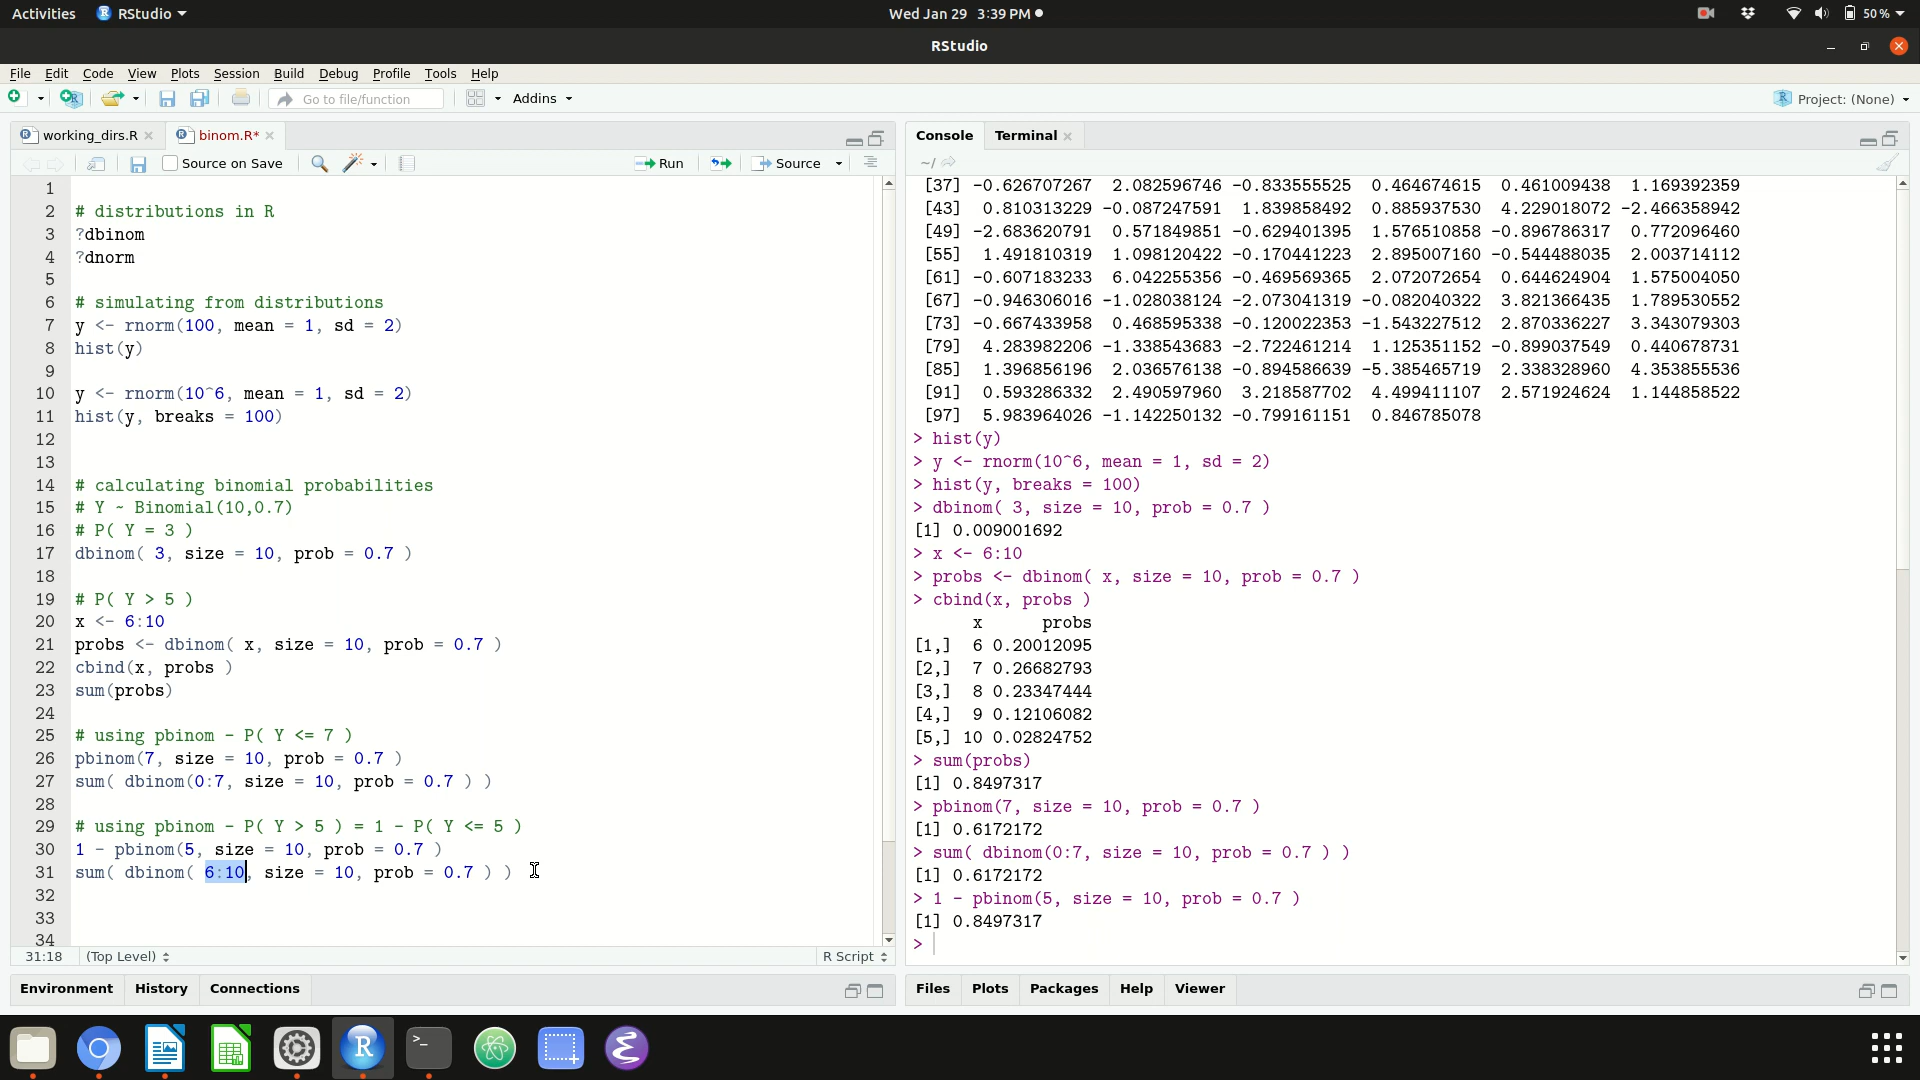 Activities RStudio Wed Jan 29 3:39 PM 50 %
RStudio
File Edit Code View Plots Session Build Debug Profile Tools Help
Go to file/function Addins Project: (None)
working_dirs.R binom.R*
Source on Save Run Source
1
2 # distributions in R
3 ?dbinom
4 ?dnorm
5
6 # simulating from distributions
7 y <- rnorm(100, mean = 1, sd = 2)
8 hist(y)
9
10 y <- rnorm(10^6, mean = 1, sd = 2)
11 hist(y, breaks = 100)
12
13
14 # calculating binomial probabilities
15 # Y ~ Binomial(10,0.7)
16 # P( Y = 3 )
17 dbinom( 3, size = 10, prob = 0.7 )
18
19 # P( Y > 5 )
20 x <- 6:10
21 probs <- dbinom( x, size = 10, prob = 0.7 )
22 cbind(x, probs )
23 sum(probs)
24
25 # using pbinom - P( Y <= 7 )
26 pbinom(7, size = 10, prob = 0.7 )
27 sum( dbinom(0:7, size = 10, prob = 0.7 ) )
28
29 # using pbinom - P( Y > 5 ) = 1 - P( Y <= 5 )
30 1 - pbinom(5, size = 10, prob = 0.7 )
31 sum( dbinom( 6:10, size = 10, prob = 0.7 ) )
32
33
34
31:18 (Top Level) R Script
Environment History Connections
Console Terminal
~/
[37] -0.626707267 2.082596746 -0.833555525 0.464674615 0.461009438 1.169392359
[43] 0.810313229 -0.087247591 1.839858492 0.885937530 4.229018072 -2.466358942
[49] -2.683620791 0.571849851 -0.629401395 1.576510858 -0.896786317 0.772096460
[55] 1.491810319 1.098120422 -0.170441223 2.895007160 -0.544488035 2.003714112
[61] -0.607183233 6.042255356 -0.469569365 2.072072654 0.644624904 1.575004050
[67] -0.946306016 -1.028038124 -2.073041319 -0.082040322 3.821366435 1.789530552
[73] -0.667433958 0.468595338 -0.120022353 -1.543227512 2.870336227 3.343079303
[79] 4.283982206 -1.338543683 -2.722461214 1.125351152 -0.899037549 0.440678731
[85] 1.396856196 2.036576138 -0.894586639 -5.385465719 2.338328960 4.353855536
[91] 0.593286332 2.490597960 3.218587702 4.499411107 2.571924624 1.144858522
[97] 5.983964026 -1.142250132 -0.799161151 0.846785078
> hist(y)
> y <- rnorm(10^6, mean = 1, sd = 2)
> hist(y, breaks = 100)
> dbinom( 3, size = 10, prob = 0.7 )
[1] 0.009001692
> x <- 6:10
> probs <- dbinom( x, size = 10, prob = 0.7 )
> cbind(x, probs )
x probs
[1,] 6 0.20012095
[2,] 7 0.26682793
[3,] 8 0.23347444
[4,] 9 0.12106082
[5,] 10 0.02824752
> sum(probs)
[1] 0.8497317
> pbinom(7, size = 10, prob = 0.7 )
[1] 0.6172172
> sum( dbinom(0:7, size = 10, prob = 0.7 ) )
[1] 0.6172172
> 1 - pbinom(5, size = 10, prob = 0.7 )
[1] 0.8497317
>
Files Plots Packages Help Viewer